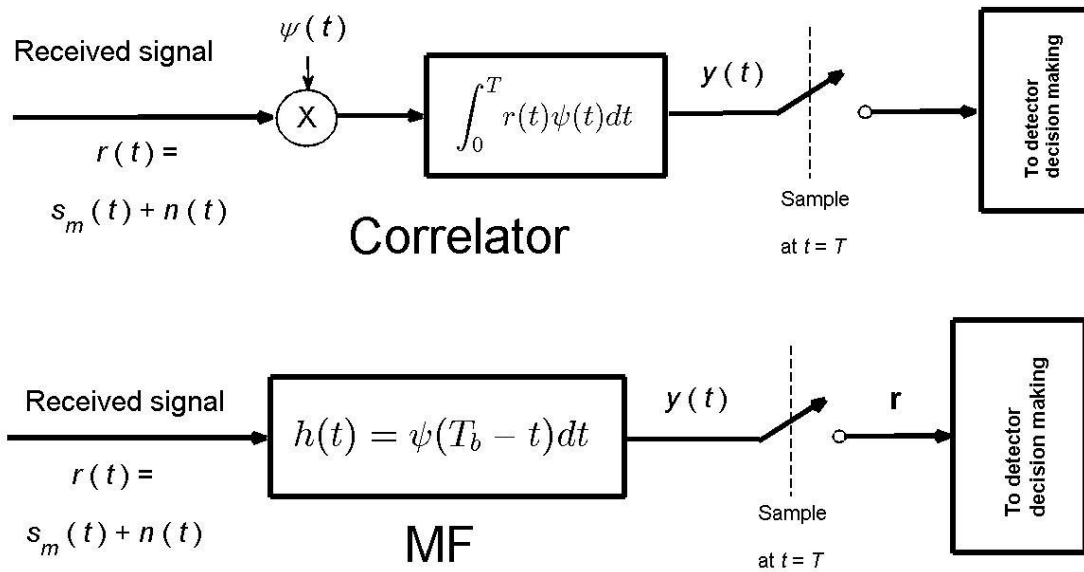 ψ(t)
Received signal
X
∫_0^T r(t)ψ(t)dt
y(t)
r(t) =
s_m(t) + n(t)
Sample
at t = T
To detector
decision making
Correlator
Received signal
h(t) = ψ(T_b − t)dt
y(t)
r
r(t) =
s_m(t) + n(t)
Sample
at t = T
To detector
decision making
MF